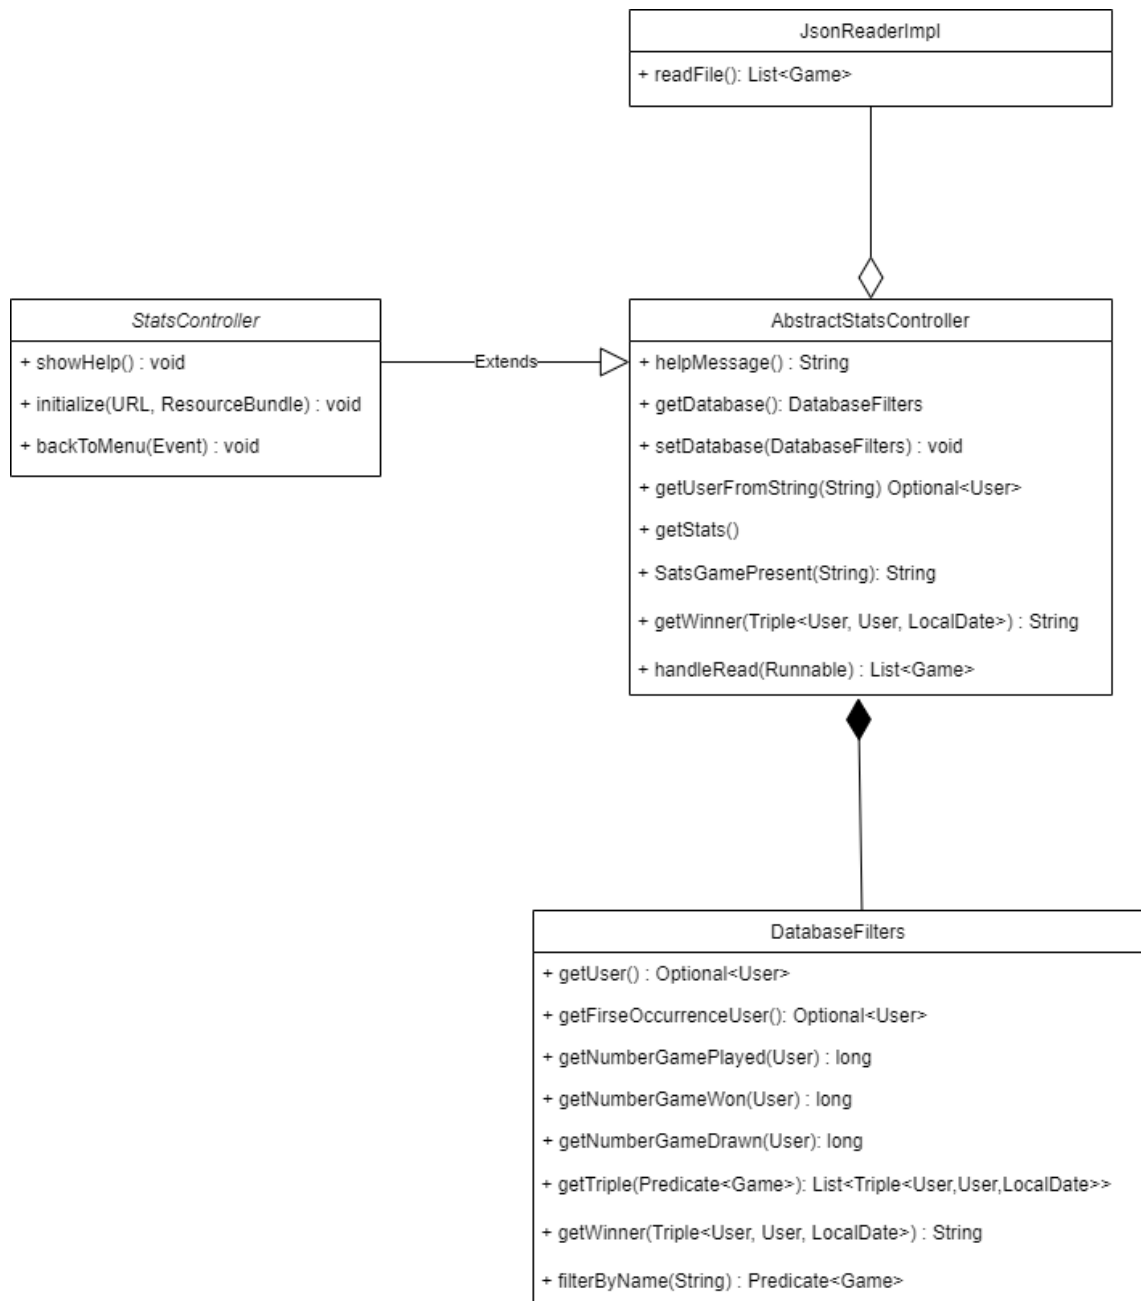 JsonReaderImpl
+ readFile(): List<Game>
StatsController
+ showHelp() : void
+ initialize(URL, ResourceBundle) : void
+ backToMenu(Event) : void
Extends
AbstractStatsController
+ helpMessage() : String
+ getDatabase(): DatabaseFilters
+ setDatabase(DatabaseFilters) : void
+ getUserFromString(String) Optional<User>
+ getStats()
+ SatsGamePresent(String): String
+ getWinner(Triple<User, User, LocalDate>) : String
+ handleRead(Runnable) : List<Game>
DatabaseFilters
+ getUser() : Optional<User>
+ getFirseOccurrenceUser(): Optional<User>
+ getNumberGamePlayed(User) : long
+ getNumberGameWon(User) : long
+ getNumberGameDrawn(User): long
+ getTriple(Predicate<Game>): List<Triple<User,User,LocalDate>>
+ getWinner(Triple<User, User, LocalDate>) : String
+ filterByName(String) : Predicate<Game>